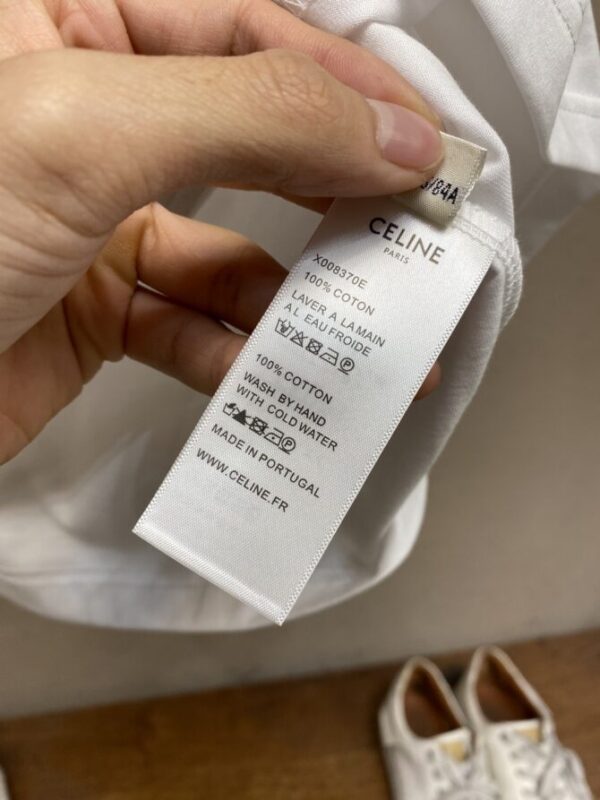 /84A
CELINE
PARIS
X008370E
100% COTON
LAVER A LA MAIN
A L EAU FROIDE
100% COTTON
WASH BY HAND
WITH COLD WATER
MADE IN PORTUGAL
WWW.CELINE.FR